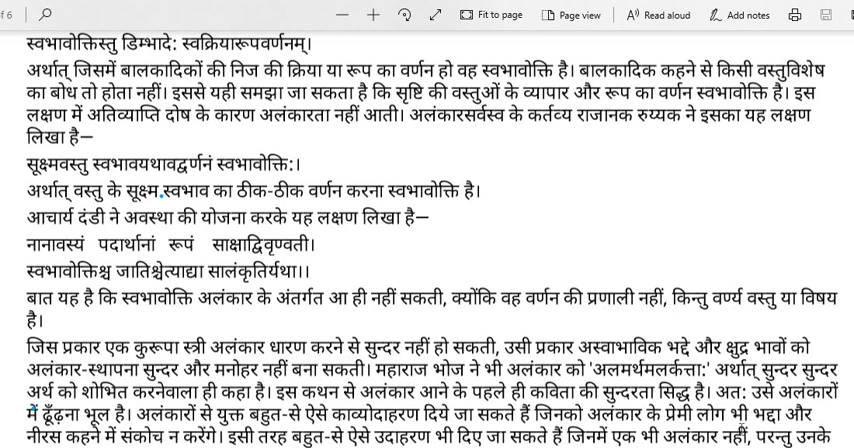 f 6
Fit to page
Page view
Read aloud
Add notes
स्वभावोक्तिस्तु डिम्भादे: स्वक्रियारूपवर्णनम्।
अर्थात् जिसमें बालकादिकों की निज की क्रिया या रूप का वर्णन हो वह स्वभावोक्ति है। बालकादिक कहने से किसी वस्तुविशेष
का बोध तो होता नहीं। इससे यही समझा जा सकता है कि सृष्टि की वस्तुओं के व्यापार और रूप का वर्णन स्वभावोक्ति है। इस
लक्षण में अतिव्याप्ति दोष के कारण अलंकारता नहीं आती। अलंकारसर्वस्व के कर्तव्य राजानक रुय्यक ने इसका यह लक्षण
लिखा है—
सूक्ष्मवस्तु स्वभावयथावद्वर्णनं स्वभावोक्ति:।
अर्थात् वस्तु के सूक्ष्म स्वभाव का ठीक-ठीक वर्णन करना स्वभावोक्ति है।
आचार्य दंडी ने अवस्था की योजना करके यह लक्षण लिखा है—
नानावस्यं पदार्थानां रूपं साक्षाद्विवृण्वती।
स्वभावोक्तिश्च जातिश्चेत्याद्या सालंकृतिर्यथा।।
बात यह है कि स्वभावोक्ति अलंकार के अंतर्गत आ ही नहीं सकती, क्योंकि वह वर्णन की प्रणाली नहीं, किन्तु वर्ण्य वस्तु या विषय
है।
जिस प्रकार एक कुरूपा स्त्री अलंकार धारण करने से सुन्दर नहीं हो सकती, उसी प्रकार अस्वाभाविक भद्दे और क्षुद्र भावों को
अलंकार-स्थापना सुन्दर और मनोहर नहीं बना सकती। महाराज भोज ने भी अलंकार को 'अलमर्थमलर्कत्ता:' अर्थात् सुन्दर सुन्दर
अर्थ को शोभित करनेवाला ही कहा है। इस कथन से अलंकार आने के पहले ही कविता की सुन्दरता सिद्ध है। अत: उसे अलंकारों
में ढूँढ़ना भूल है। अलंकारों से युक्त बहुत-से ऐसे काव्योदाहरण दिये जा सकते हैं जिनको अलंकार के प्रेमी लोग भी भद्दा और
नीरस कहने में संकोच न करेंगे। इसी तरह बहुत-से ऐसे उदाहरण भी दिए जा सकते हैं जिनमें एक भी अलंकार नहीं, परन्तु उनके